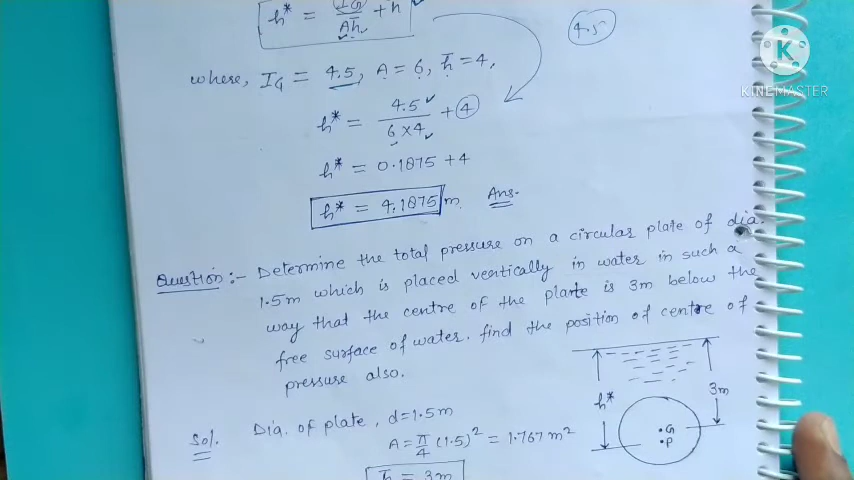 h* = IG / Ah̄ + h̄
4.5
where, IG = 4.5, A = 6, h̄ = 4,
h* = 4.5 / 6 × 4 + 4
h* = 0.1875 + 4
h* = 4.1875 m. Ans-
Question:- Determine the total pressure on a circular plate of dia.
1.5m which is placed vertically in water in such a
way that the centre of the plate is 3m below the
free surface of water. find the position of centre of
pressure also.
Sol. Dia. of plate, d = 1.5m
A = π/4 (1.5)² = 1.767 m²
h̄ = 3m
h*
3m
G
P
K
KINEMASTER